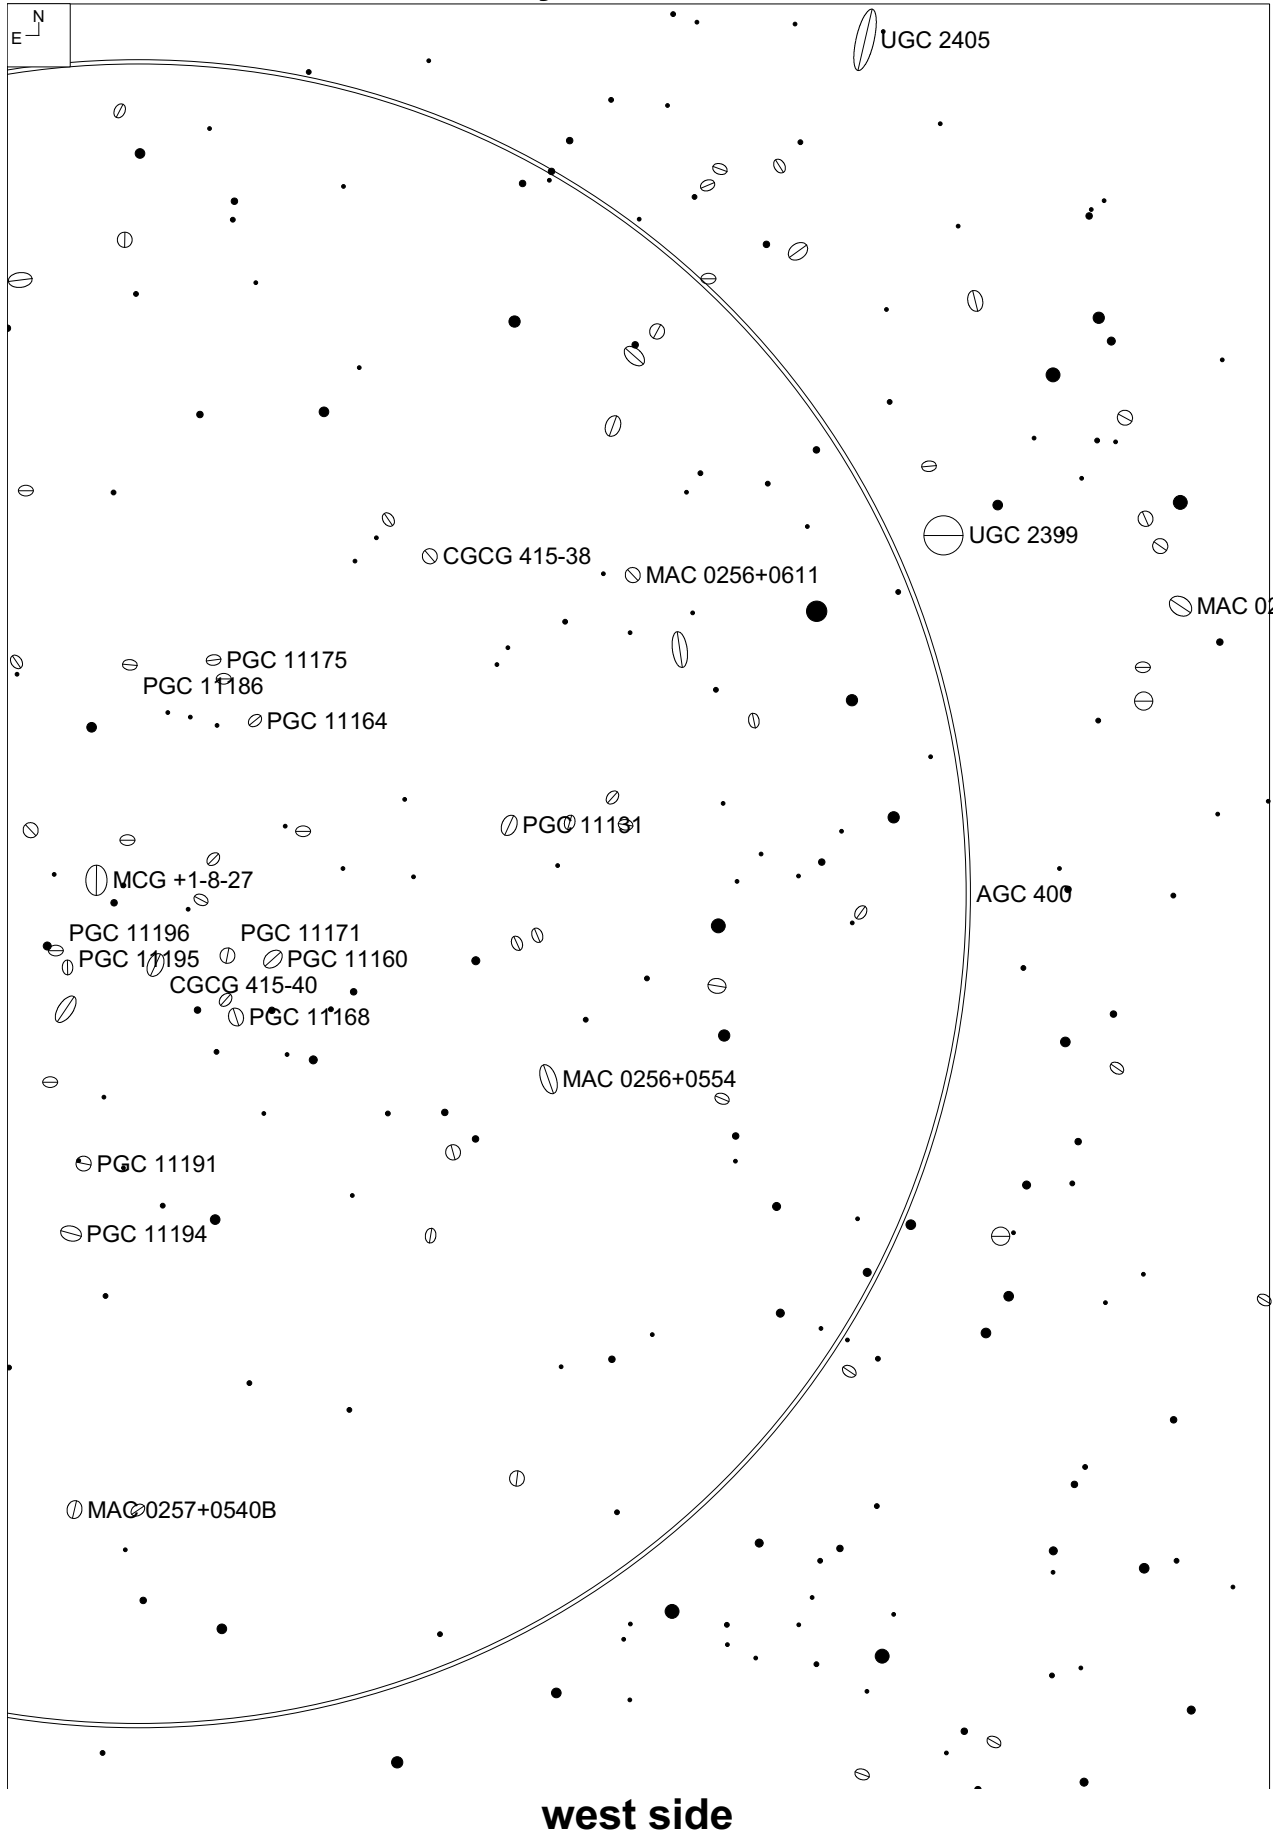 N
E
UGC 2405
CGCG 415-38
UGC 2399
MAC 0256+0611
MAC 02
PGC 11175
PGC 11186
PGC 11164
PGC 11131
MCG +1-8-27
AGC 400
PGC 11196
PGC 11171
PGC 11195
PGC 11160
CGCG 415-40
PGC 11168
MAC 0256+0554
PGC 11191
PGC 11194
MAC 0257+0540B
west side